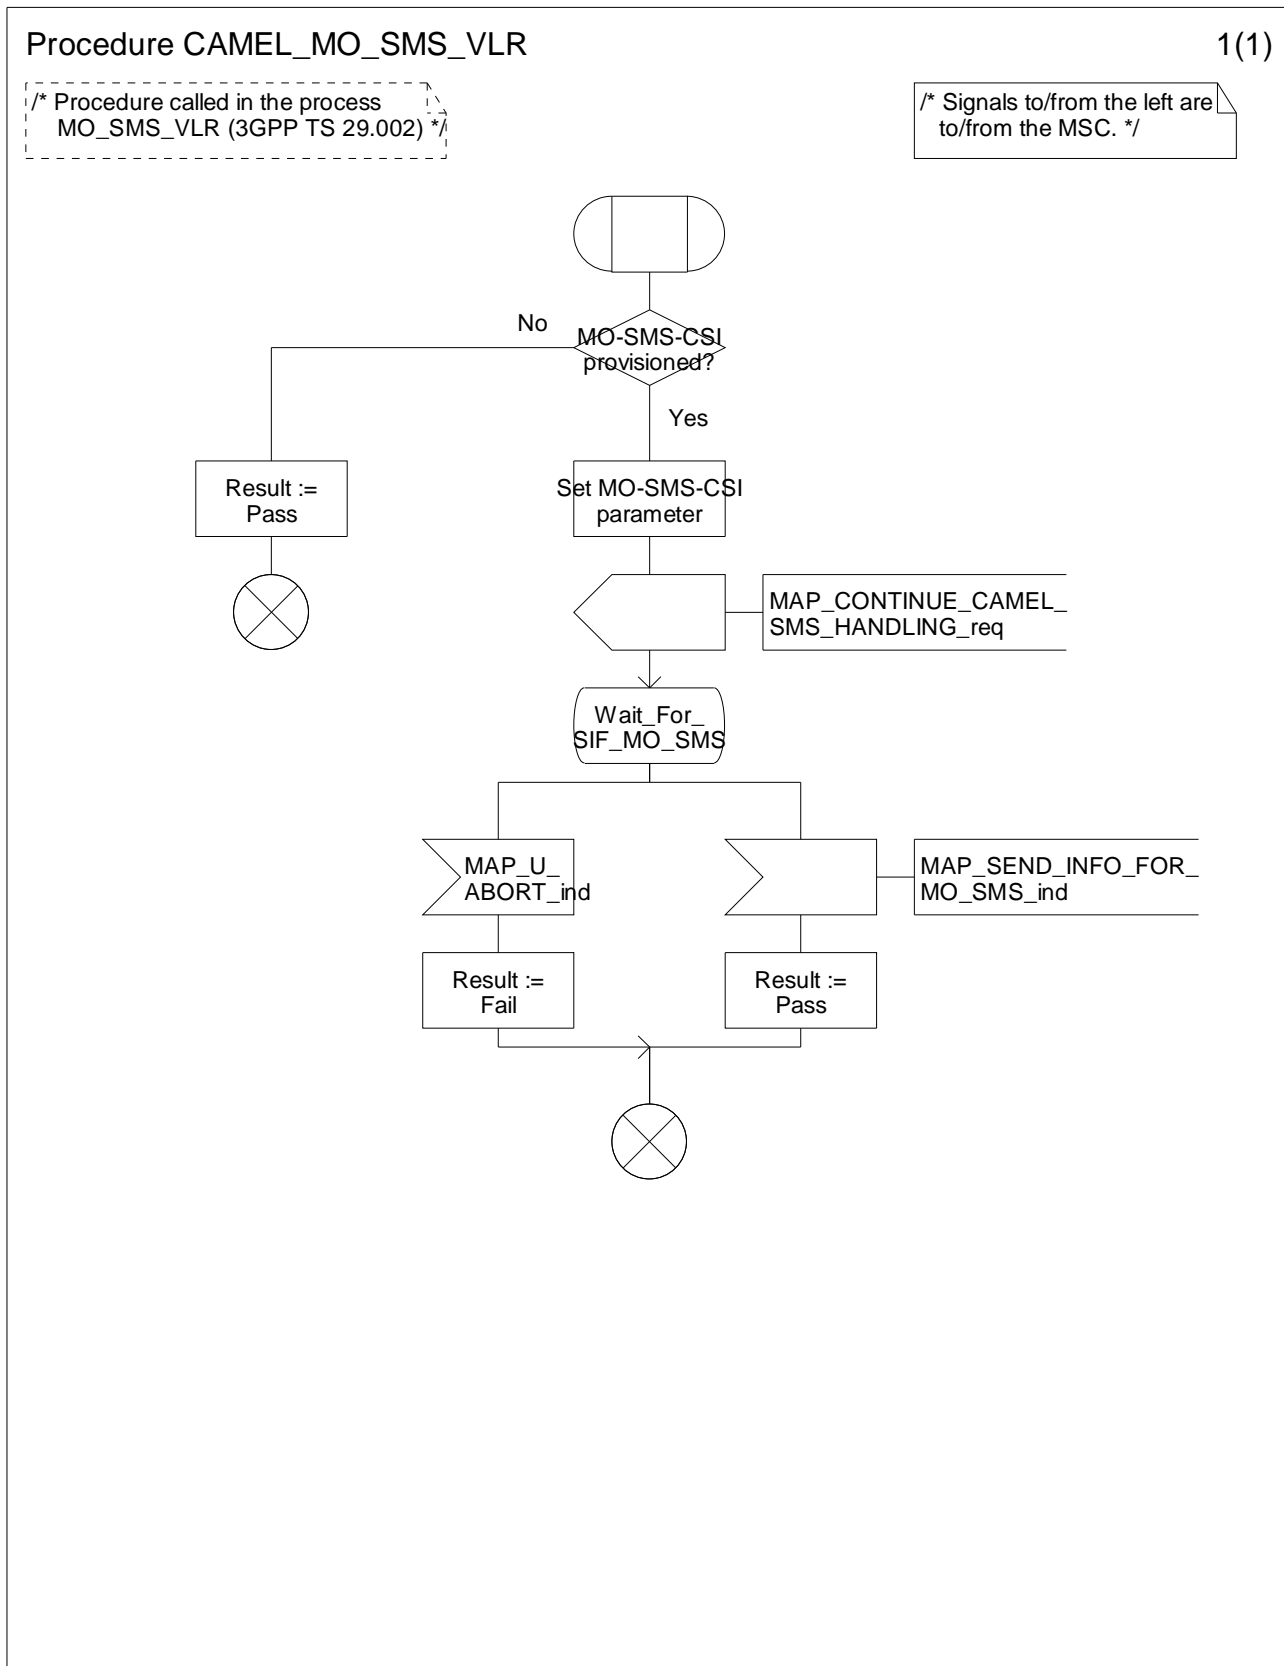 Procedure CAMEL_MO_SMS_VLR
1(1)
/* Procedure called in the process
MO_SMS_VLR (3GPP TS 29.002) */
/* Signals to/from the left are
to/from the MSC. */
No
MO-SMS-CSI
provisioned?
Yes
Result :=
Pass
Set MO-SMS-CSI
parameter
MAP_CONTINUE_CAMEL_
SMS_HANDLING_req
Wait_For_
SIF_MO_SMS
MAP_U_
ABORT_ind
MAP_SEND_INFO_FOR_
MO_SMS_ind
Result :=
Fail
Result :=
Pass